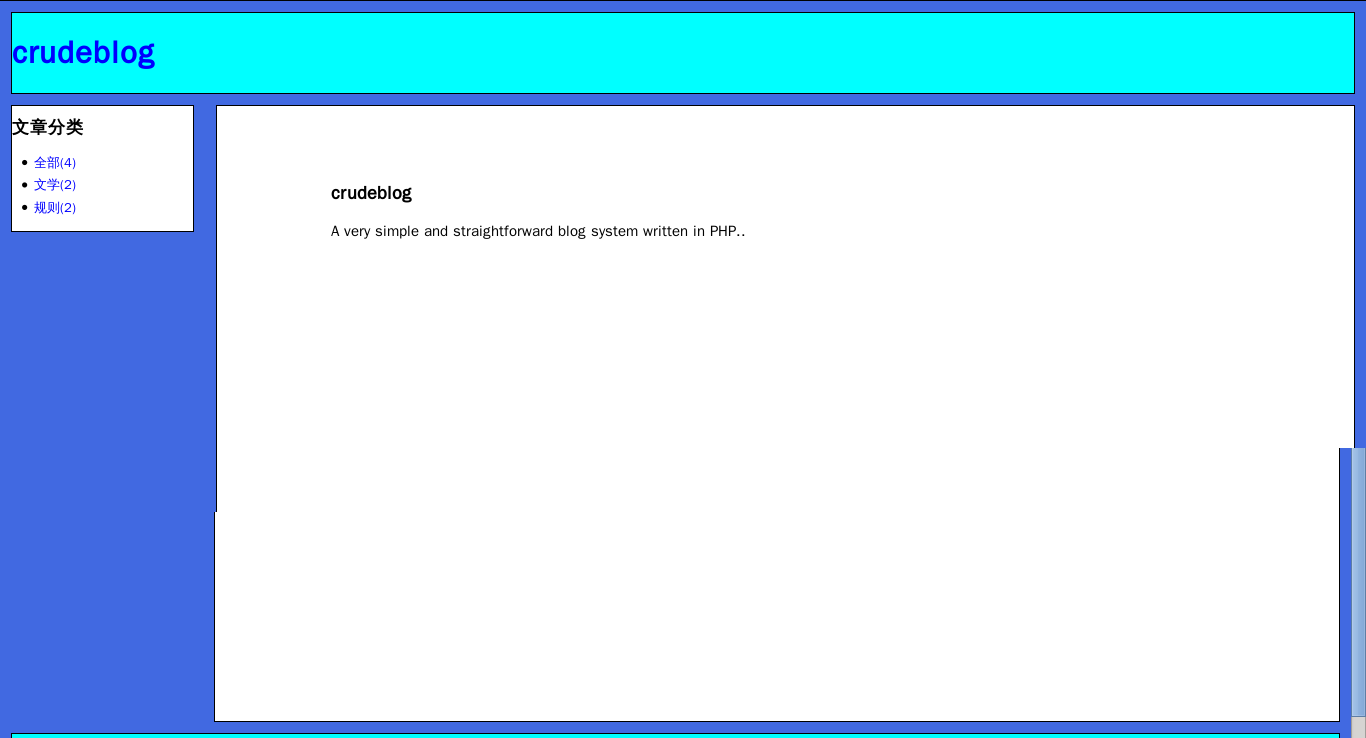 crudeblog
文章分类
全部(4)
文学(2)
规则(2)
crudeblog
A very simple and straightforward blog system written in PHP..